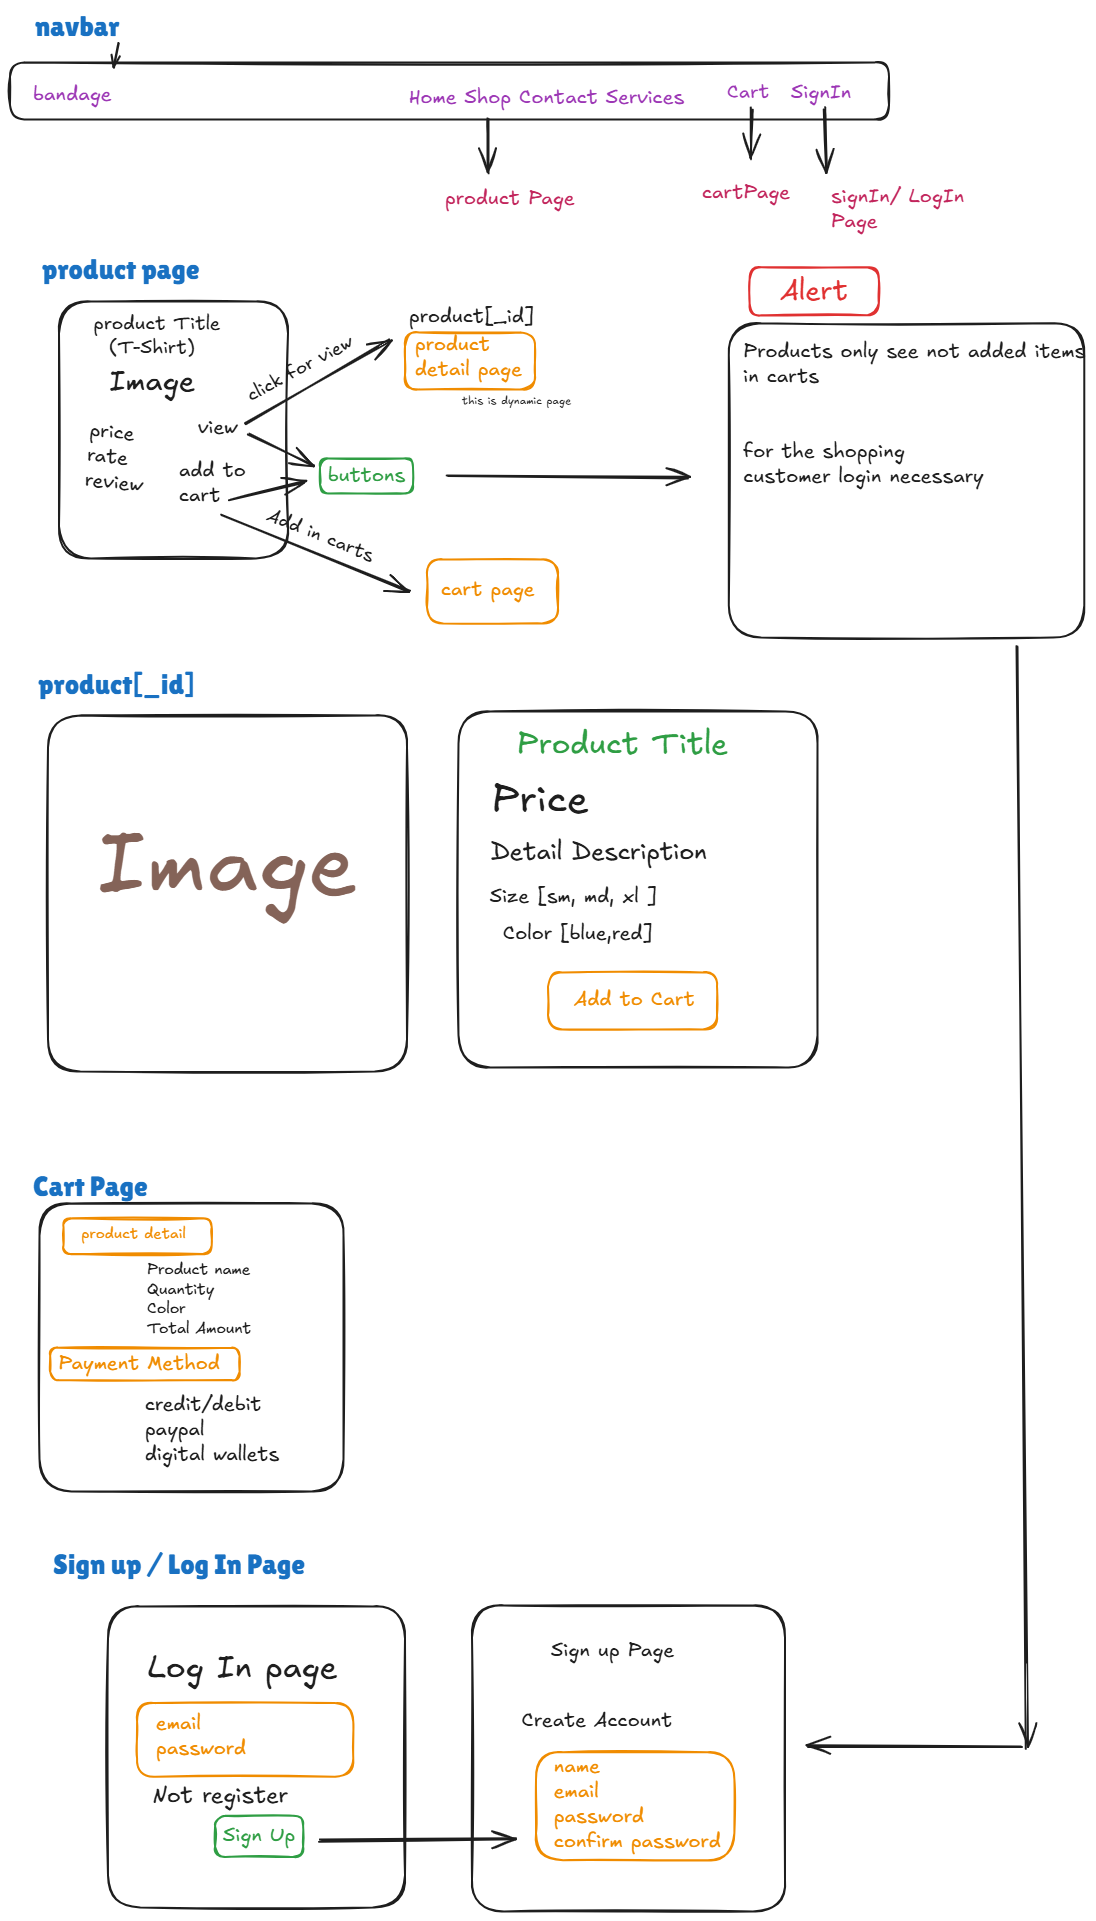 navbar
bandage
Home Shop Contact Services
Cart
SignIn
product Page
cartPage
signIn/ LogIn
Page
product page
product Title
(T-Shirt)
Image
price
rate
review
view
add to
cart
click for view
product[_id]
product
detail page
this is dynamic page
buttons
Add in carts
cart page
Alert
Products only see not added items
in carts
for the shopping
customer login necessary
product[_id]
Image
Product Title
Price
Detail Description
Size [sm, md, xl ]
Color [blue,red]
Add to Cart
Cart Page
product detail
Product name
Quantity
Color
Total Amount
Payment Method
credit/debit
paypal
digital wallets
Sign up / Log In Page
Log In page
email
password
Not register
Sign Up
Sign up Page
Create Account
name
email
password
confirm password